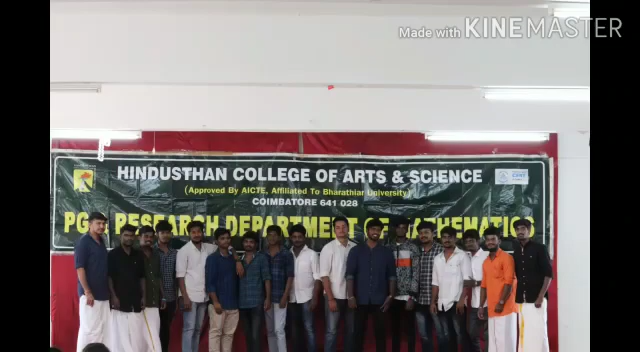 Made with KINEMASTER
HINDUSTHAN COLLEGE OF ARTS & SCIENCE
(Approved By AICTE, Affiliated To Bharathiar University)
COIMBATORE 641 028
PG & RESEARCH DEPARTMENT OF MATHEMATICS